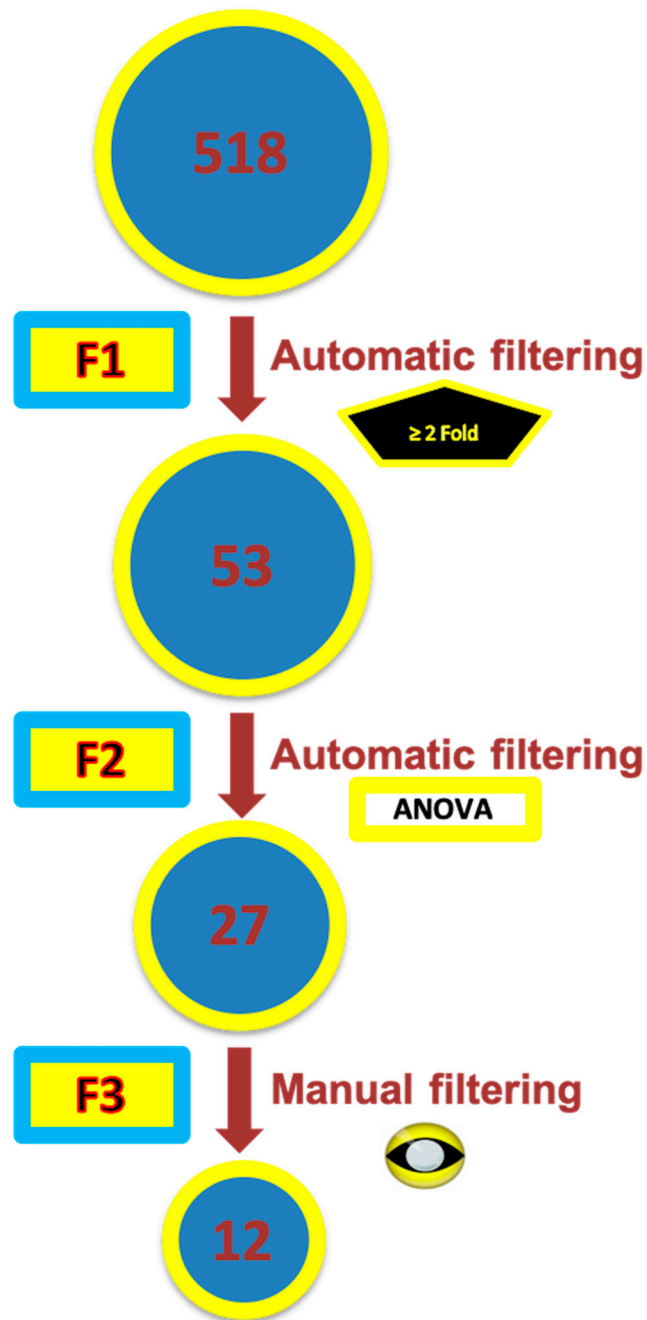 518
F1
Automatic filtering
≥ 2 Fold
53
F2
Automatic filtering
ANOVA
27
F3
Manual filtering
12